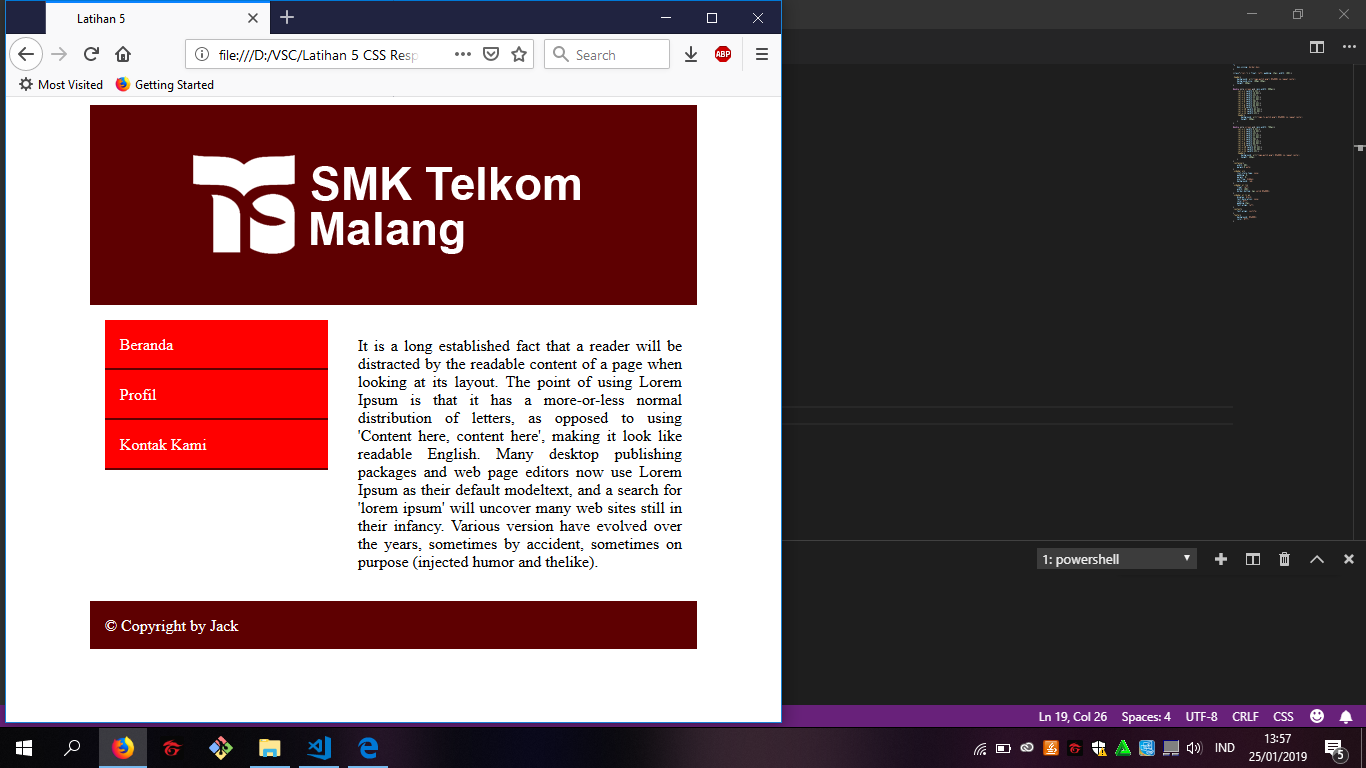 Latihan 5
file:///D:/VSC/Latihan 5 CSS Resp
Search
ABP
Most Visited
Getting Started
SMK Telkom
Malang
Beranda
Profil
Kontak Kami
It is a long established fact that a reader will be
distracted by the readable content of a page when
looking at its layout. The point of using Lorem
Ipsum is that it has a more-or-less normal
distribution of letters, as opposed to using
'Content here, content here', making it look like
readable English. Many desktop publishing
packages and web page editors now use Lorem
Ipsum as their default modeltext, and a search for
'lorem ipsum' will uncover many web sites still in
their infancy. Various version have evolved over
the years, sometimes by accident, sometimes on
purpose (injected humor and thelike).
© Copyright by Jack
1: powershell
Ln 19, Col 26
Spaces: 4
UTF-8
CRLF
CSS
IND
13:57
25/01/2019
5